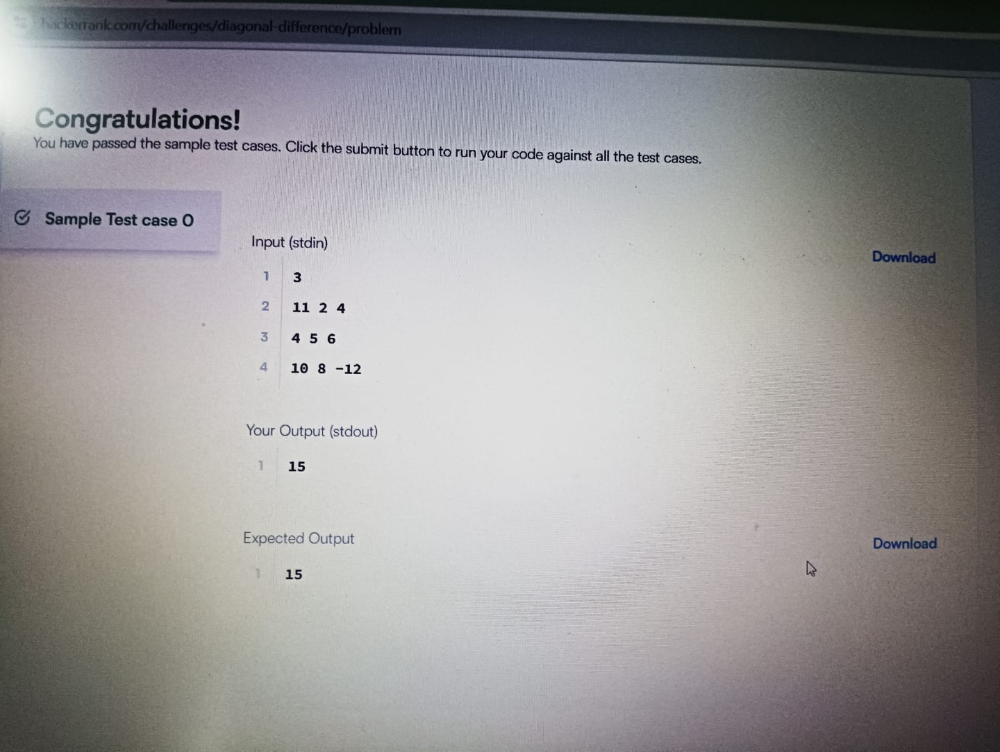 hackerrank.com/challenges/diagonal-difference/problem
Congratulations!
You have passed the sample test cases. Click the submit button to run your code against all the test cases.
Sample Test case 0
Input (stdin)
Download
1 3
2 11 2 4
3 4 5 6
4 10 8 -12
Your Output (stdout)
1 15
Expected Output
Download
1 15